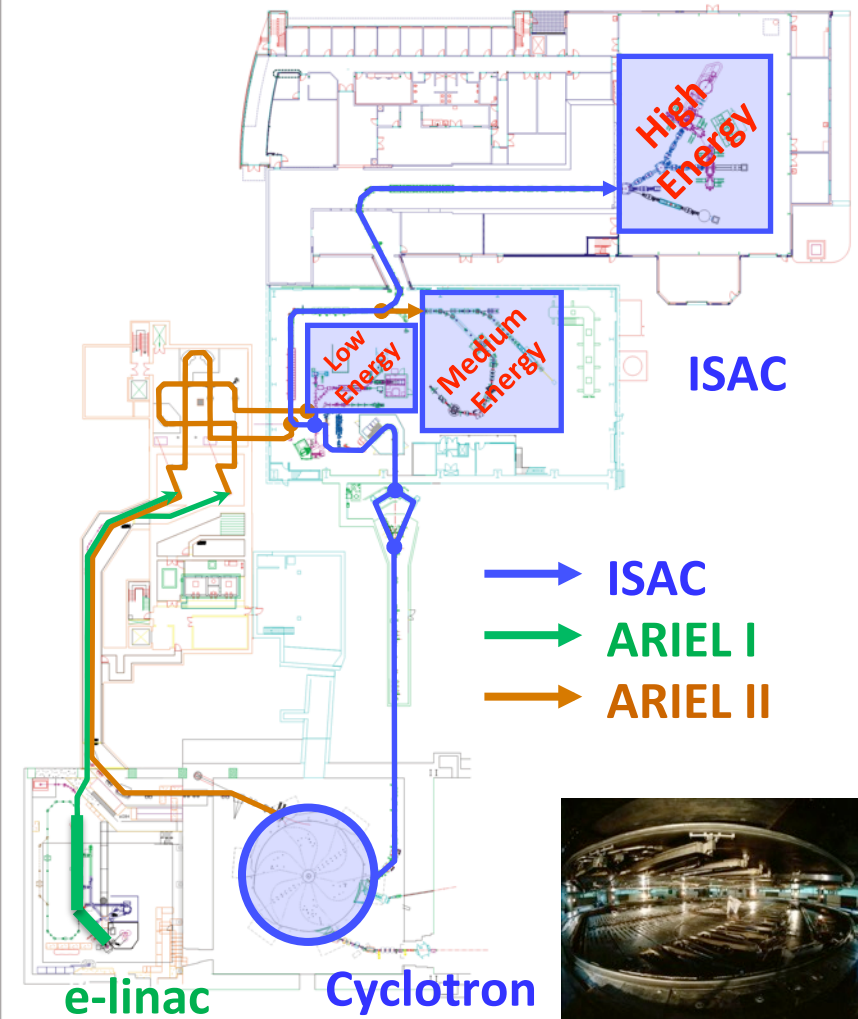 High
Energy
Low
Energy
Medium
Energy
ISAC
ISAC
ARIEL I
ARIEL II
e-linac
Cyclotron